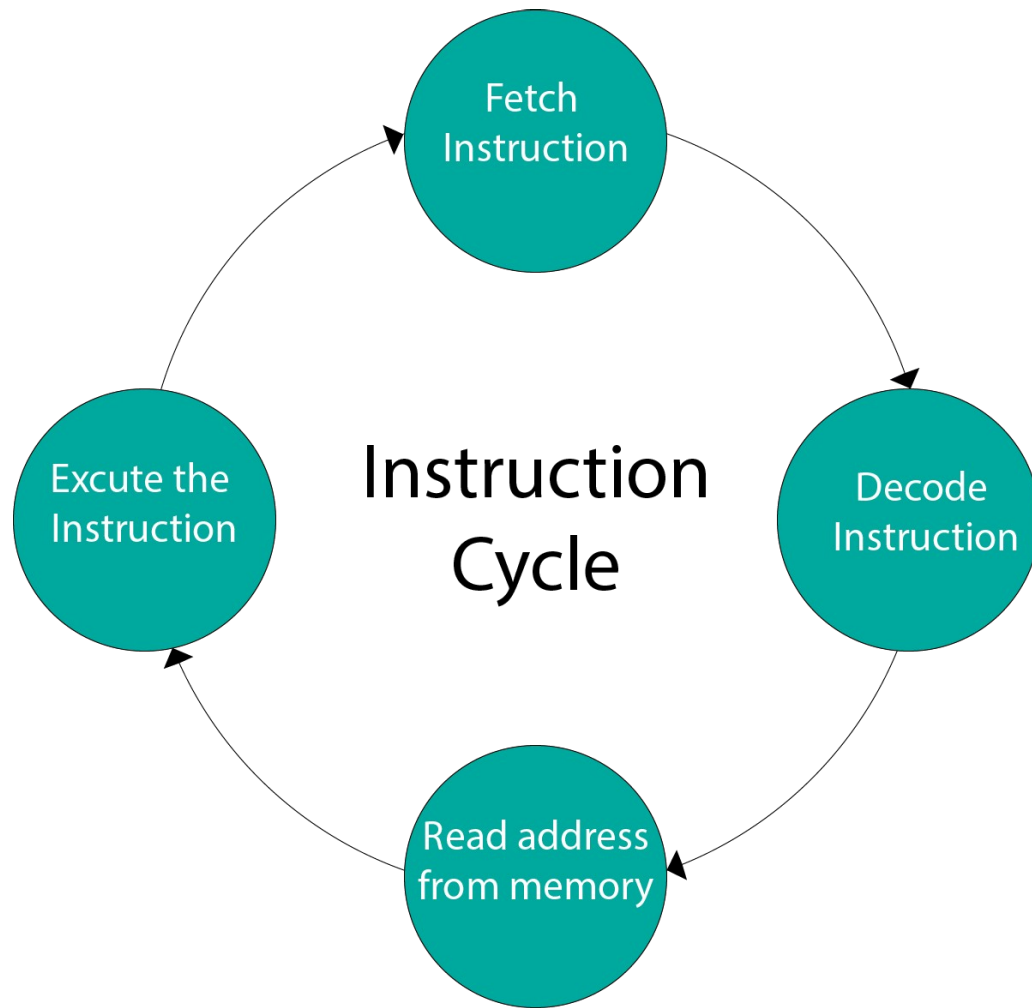 Fetch
Instruction
Excute the
Instruction
Instruction
Cycle
Decode
Instruction
Read address
from memory